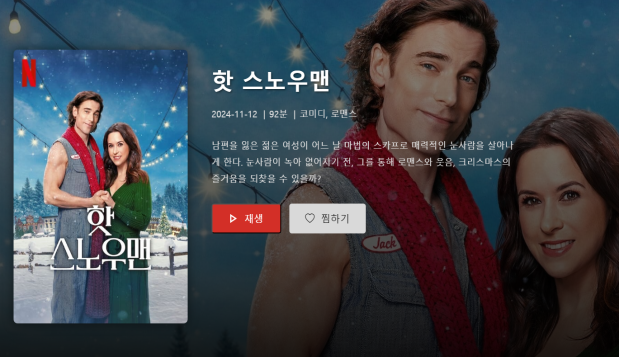 핫 스노우맨
2024-11-12 | 92분 | 코미디, 로맨스
남편을 잃은 젊은 여성이 어느 날 마법의 스카프로 매력적인 눈사람을 살아나
게 한다. 눈사람이 녹아 없어지기 전, 그를 통해 로맨스와 웃음, 크리스마스의
즐거움을 되찾을 수 있을까?
재생
찜하기
N
핫
스노우맨
Jack